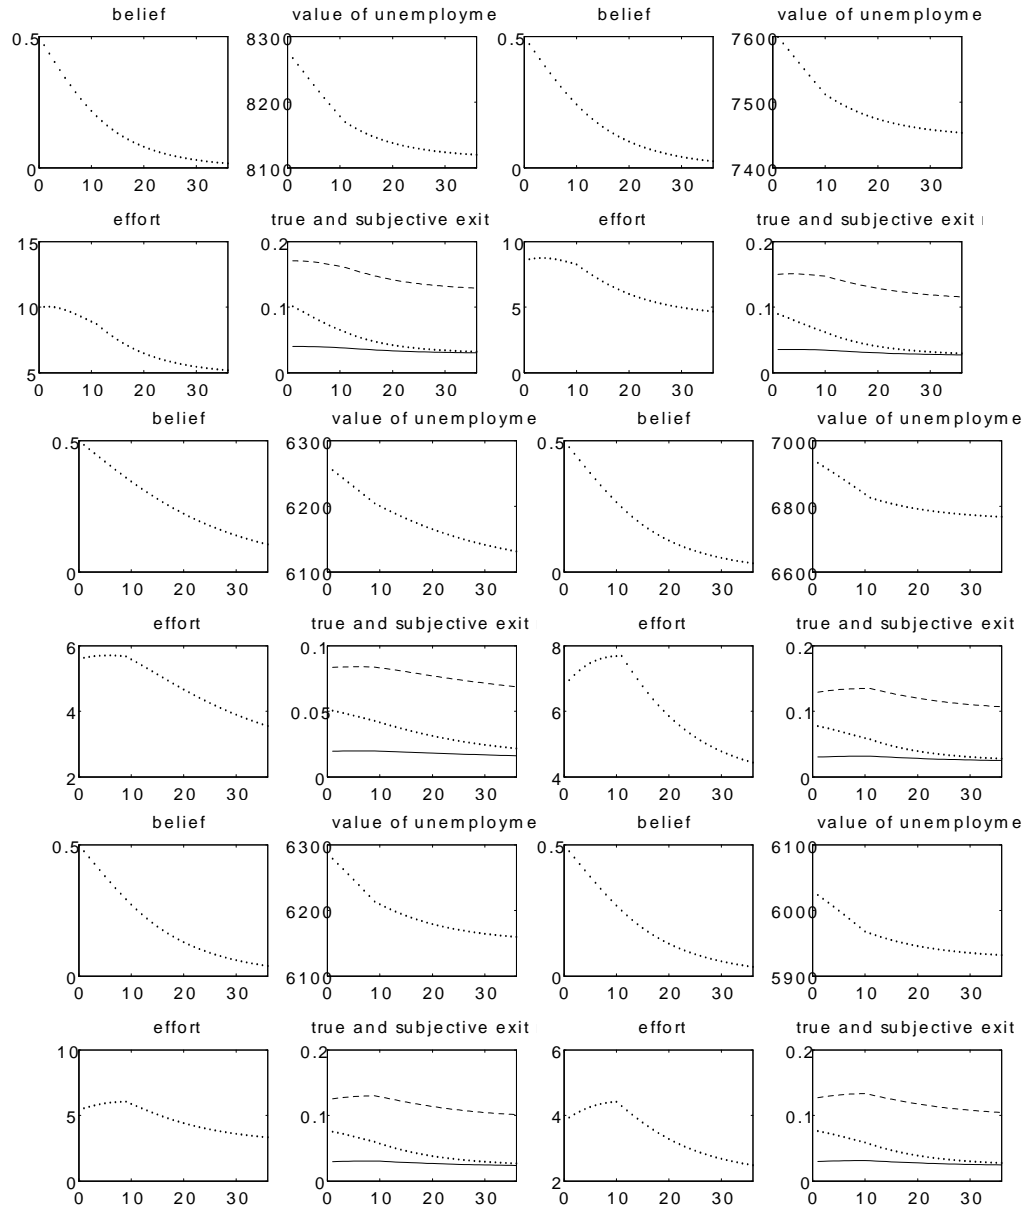 belief value of unemployme belief value of unemployme
0.5 8300 0.5 7600
8200 7500
0 8100 0 7400
0 10 20 30 0 10 20 30 0 10 20 30 0 10 20 30
effort true and subjective exit effort true and subjective exit
15 0.2 10 0.2
10 0.1 5 0.1
5 0 0 0
0 10 20 30 0 10 20 30 0 10 20 30 0 10 20 30
belief value of unemployme belief value of unemployme
0.5 6300 0.5 7000
6200 6800
0 6100 0 6600
0 10 20 30 0 10 20 30 0 10 20 30 0 10 20 30
effort true and subjective exit effort true and subjective exit
6 0.1 8 0.2
4 0.05 6 0.1
2 0 4 0
0 10 20 30 0 10 20 30 0 10 20 30 0 10 20 30
belief value of unemployme belief value of unemployme
0.5 6300 0.5 6100
6200 6000
0 6100 0 5900
0 10 20 30 0 10 20 30 0 10 20 30 0 10 20 30
effort true and subjective exit effort true and subjective exit
10 0.2 6 0.2
5 0.1 4 0.1
0 0 2 0
0 10 20 30 0 10 20 30 0 10 20 30 0 10 20 30